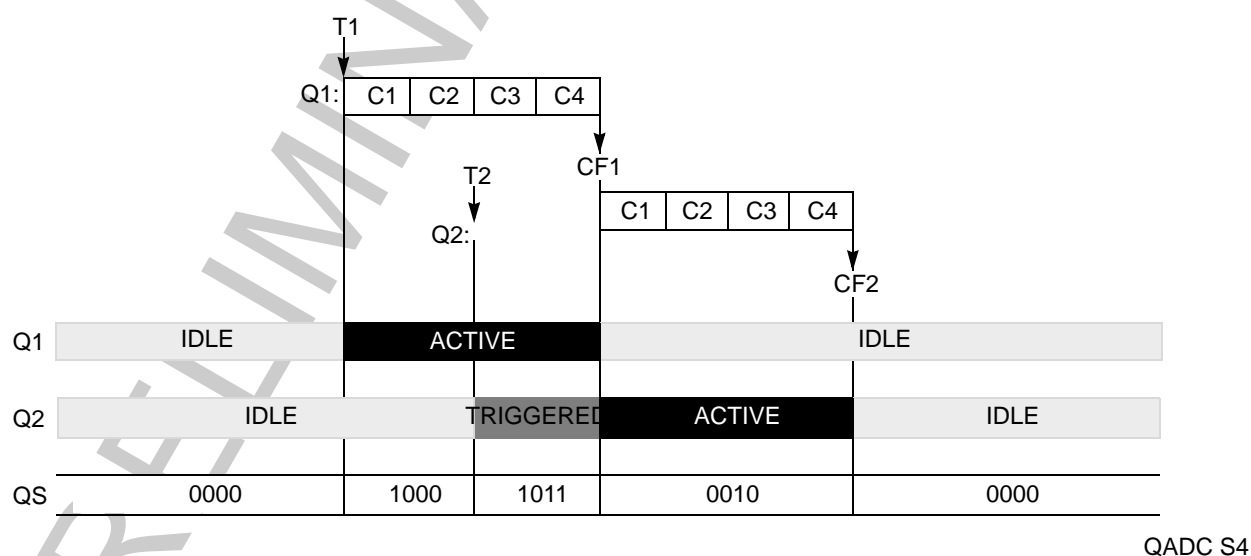 T1
Q1: C1 C2 C3 C4
CF1
T2
C1 C2 C3 C4
Q2:
CF2
Q1 IDLE ACTIVE IDLE
Q2 IDLE TRIGGERED ACTIVE IDLE
QS 0000 1000 1011 0010 0000
QADC S4